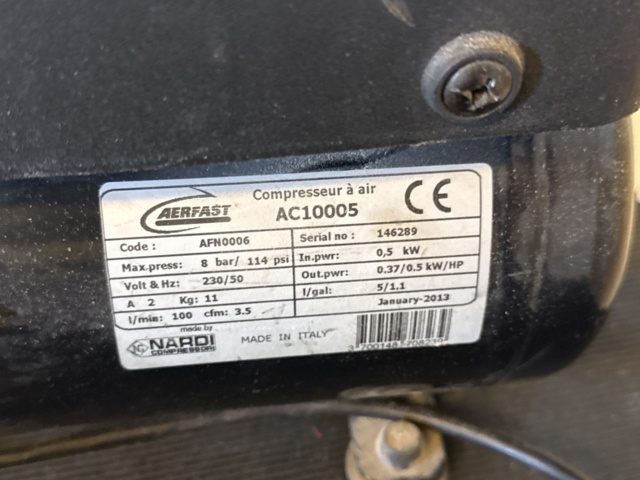 AERFAST
Compresseur à air
AC10005
CE
Code : AFN0006
Serial no : 146289
Max.press: 8 bar/ 114 psi
In.pwr: 0,5 kW
Volt & Hz: 230/50
Out.pwr: 0.37/0.5 kW/HP
A 2 Kg: 11
l/gal: 5/1.1
l/min: 100 cfm: 3.5
January-2013
made by
NARDI
COMPRESSORI
MADE IN ITALY